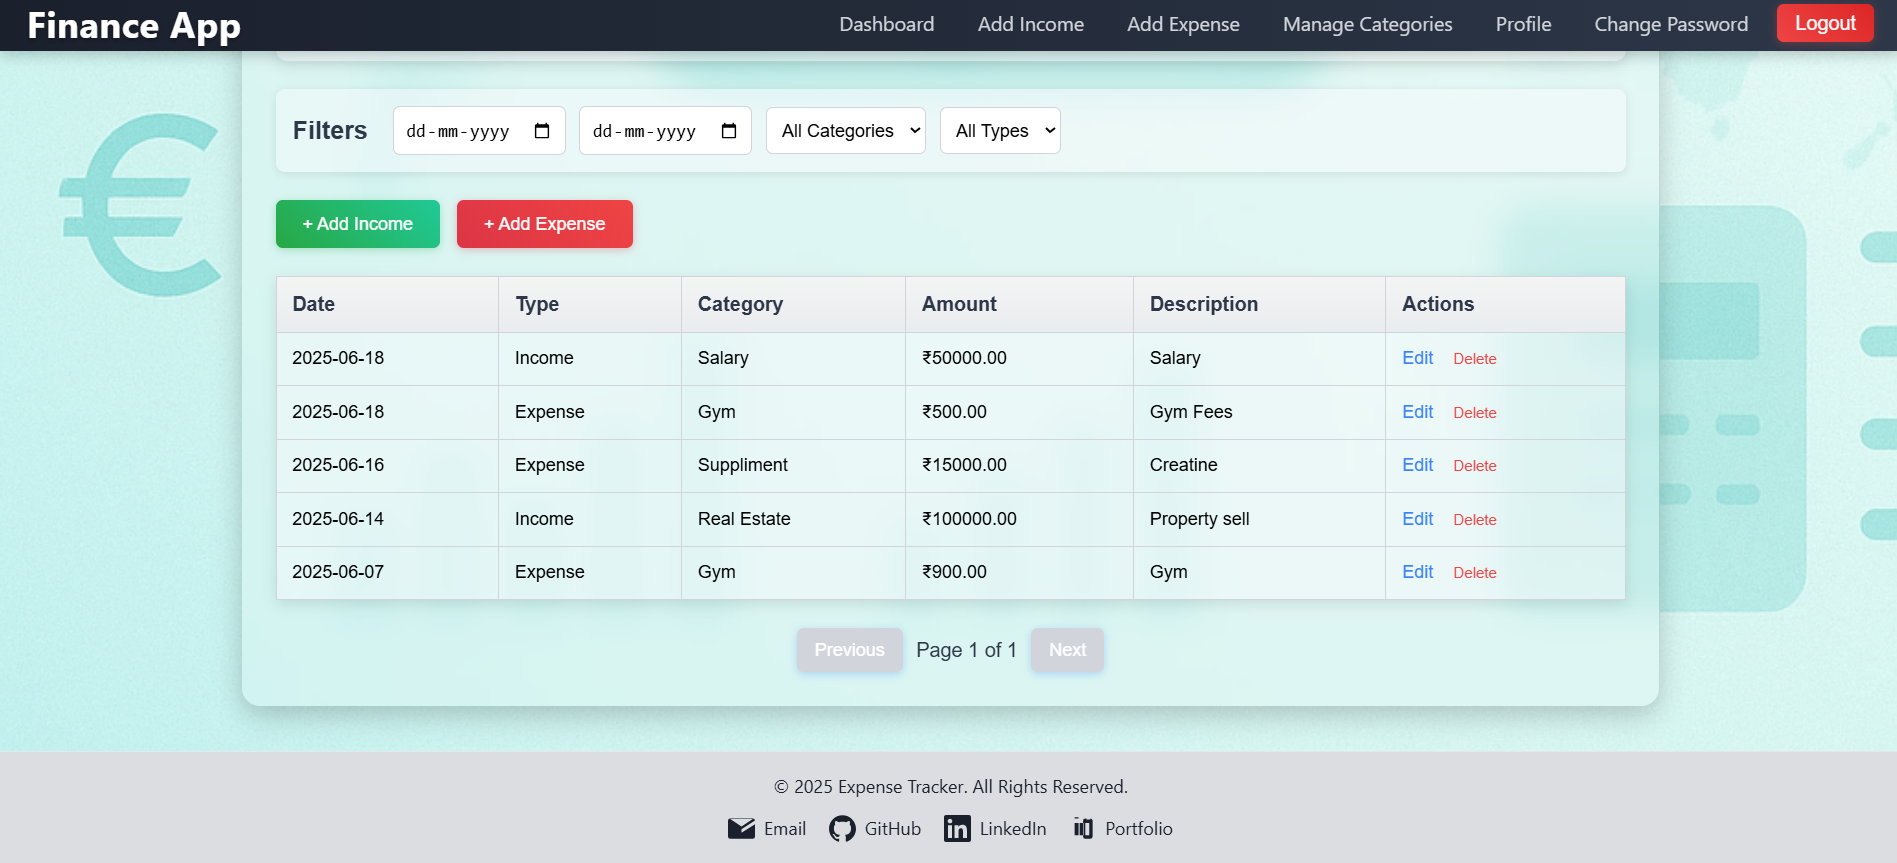 Finance App Dashboard Add Income Add Expense Manage Categories Profile Change Password Logout
Filters dd-mm-yyyy dd-mm-yyyy All Categories All Types
+ Add Income + Add Expense
Date Type Category Amount Description Actions
2025-06-18 Income Salary ₹50000.00 Salary Edit Delete
2025-06-18 Expense Gym ₹500.00 Gym Fees Edit Delete
2025-06-16 Expense Suppliment ₹15000.00 Creatine Edit Delete
2025-06-14 Income Real Estate ₹100000.00 Property sell Edit Delete
2025-06-07 Expense Gym ₹900.00 Gym Edit Delete
Previous Page 1 of 1 Next
© 2025 Expense Tracker. All Rights Reserved.
Email GitHub LinkedIn Portfolio